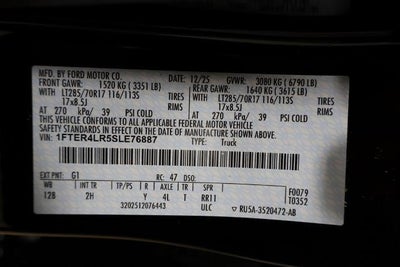 MFD. BY FORD MOTOR CO.
DATE: 12/25 GVWR: 3080 KG (6790 LB)
FRONT GAWR: 1520 KG (3351 LB) REAR GAWR: 1640 KG (3615 LB)
WITH LT285/70R17 116/113S TIRES WITH LT285/70R17 116/113S TIRES
17x8.5J RIMS 17x8.5J RIMS
AT 270 kPa/ 39 PSI COLD AT 270 kPa/ 39 PSI COLD
THIS VEHICLE CONFORMS TO ALL APPLICABLE FEDERAL MOTOR VEHICLE
SAFETY STANDARDS IN EFFECT ON THE DATE OF MANUFACTURE SHOWN ABOVE.
VIN: 1FTER4LR5SLE76887 TYPE: Truck
EXT PNT: G1 RC: 47 DSO: F0079
WB INT TR TP/PS R AXLE TR SPR T0352
128 2H Y 4L T RR11
3202512076443 ULC RU5A-3520472-AB